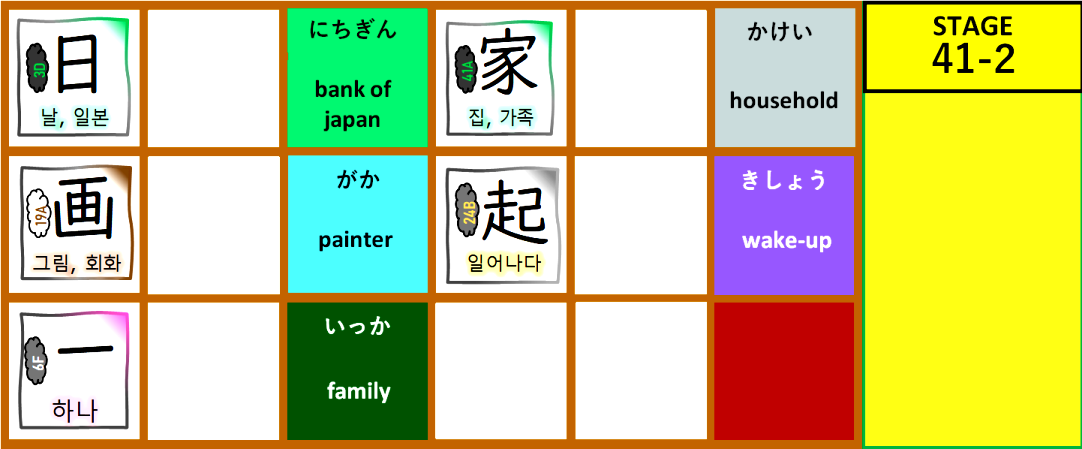 3D
日
날, 일본
にちぎん
bank of
japan
41A
家
집, 가족
かけい
household
STAGE
41-2
19A
画
그림, 회화
がか
painter
24B
起
일어나다
きしょう
wake-up
6F
一
하나
いっか
family